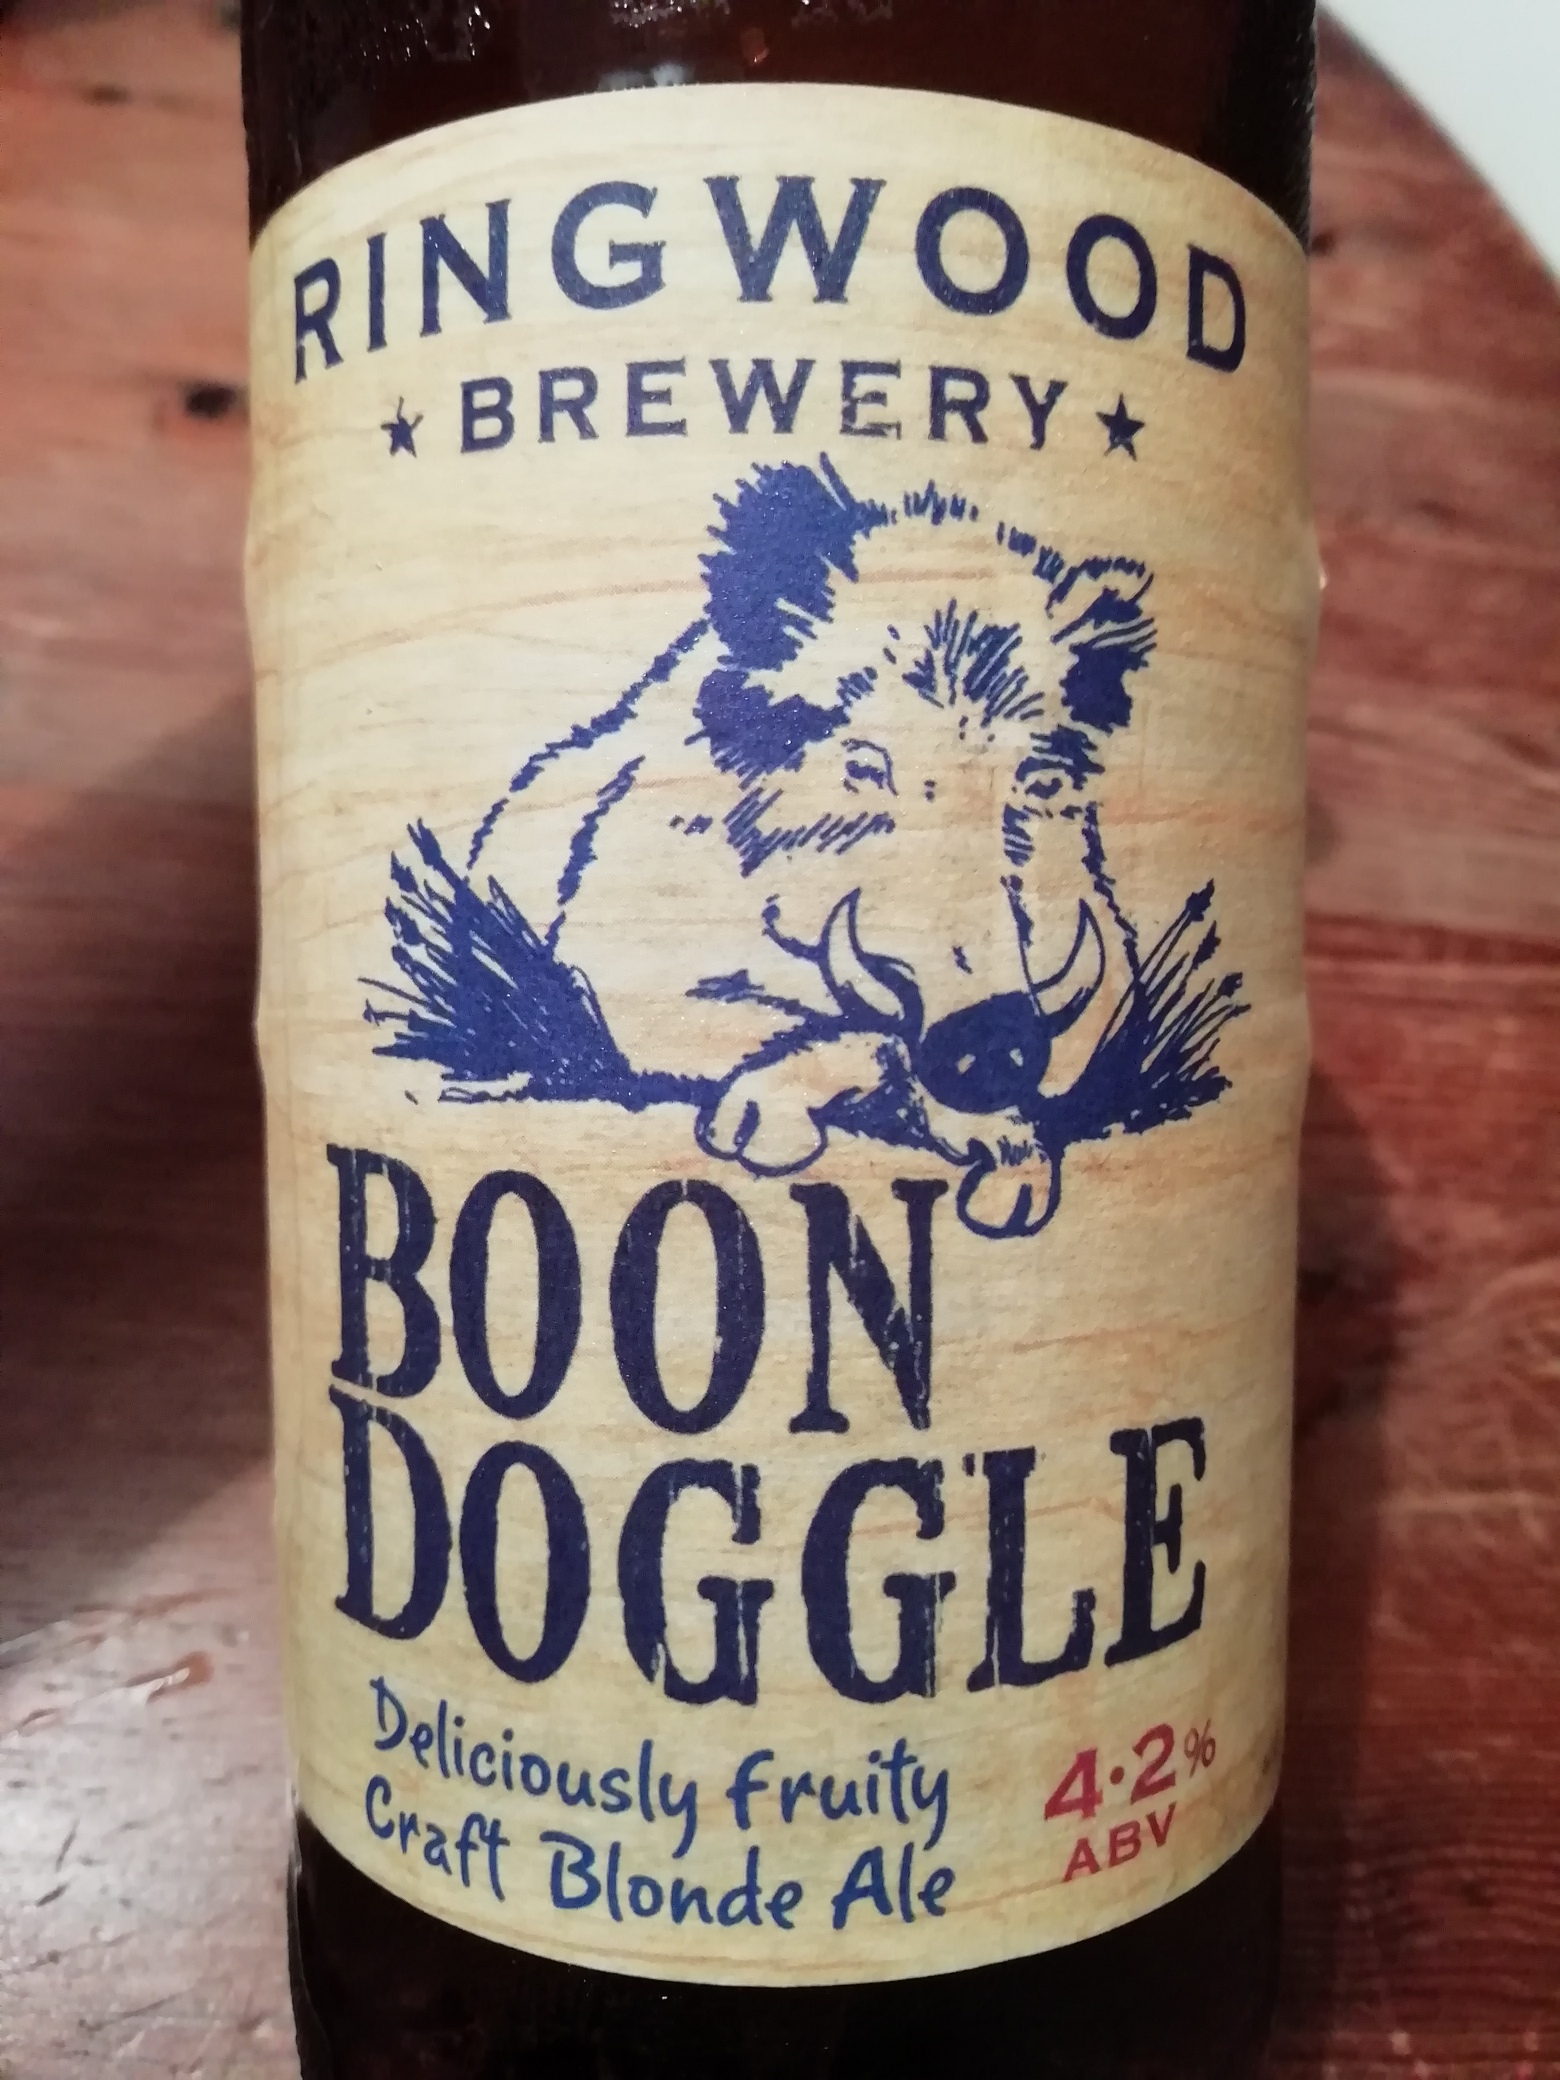 RINGWOOD
★ BREWERY ★
BOON
DOGGLE
Deliciously fruity
Craft Blonde Ale
4.2%
ABV